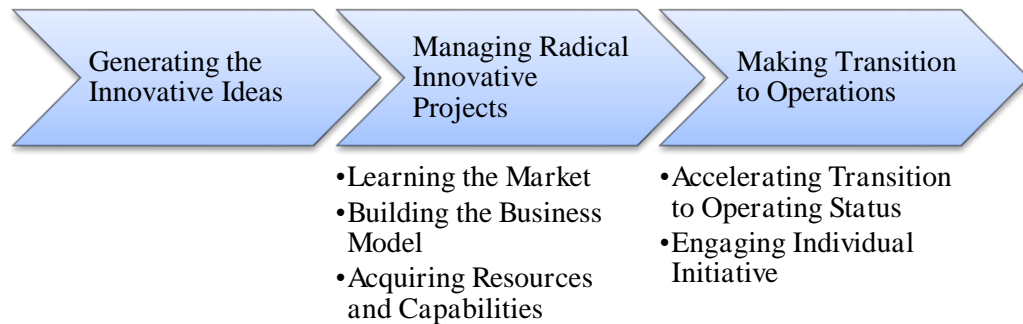 Generating the
Innovative Ideas
Managing Radical
Innovative
Projects
Making Transition
to Operations
•Learning the Market
•Building the Business
Model
•Acquiring Resources
and Capabilities
•Accelerating Transition
to Operating Status
•Engaging Individual
Initiative